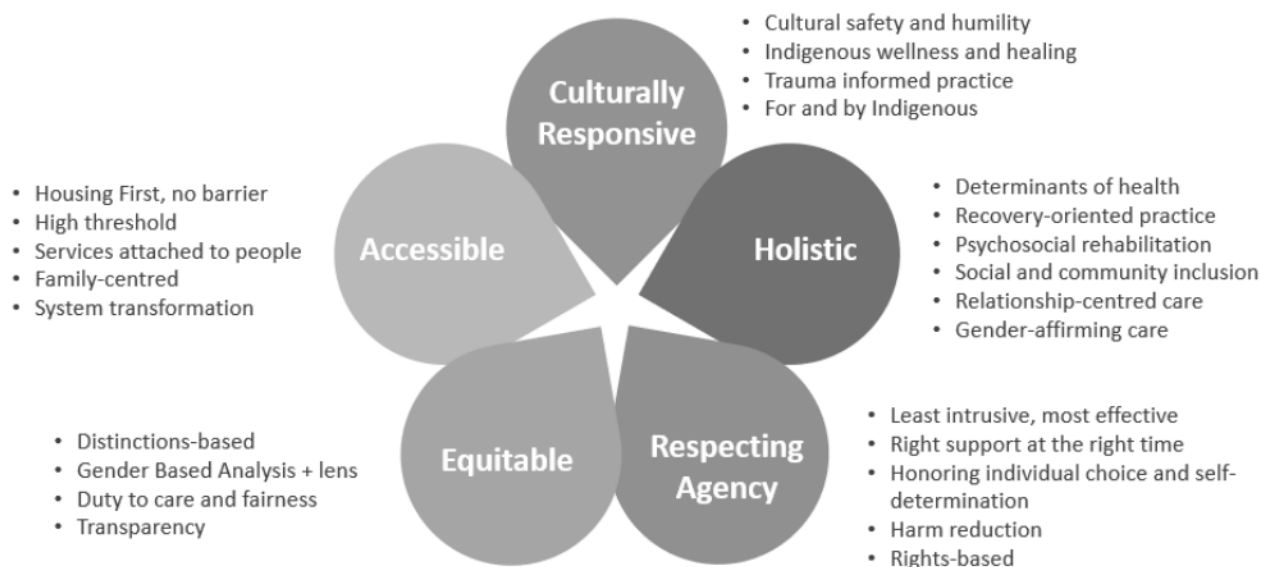 Culturally
Responsive
• Cultural safety and humility
• Indigenous wellness and healing
• Trauma informed practice
• For and by Indigenous
Holistic
• Determinants of health
• Recovery-oriented practice
• Psychosocial rehabilitation
• Social and community inclusion
• Relationship-centred care
• Gender-affirming care
Respecting
Agency
• Least intrusive, most effective
• Right support at the right time
• Honoring individual choice and self-
determination
• Harm reduction
• Rights-based
Equitable
• Distinctions-based
• Gender Based Analysis + lens
• Duty to care and fairness
• Transparency
Accessible
• Housing First, no barrier
• High threshold
• Services attached to people
• Family-centred
• System transformation